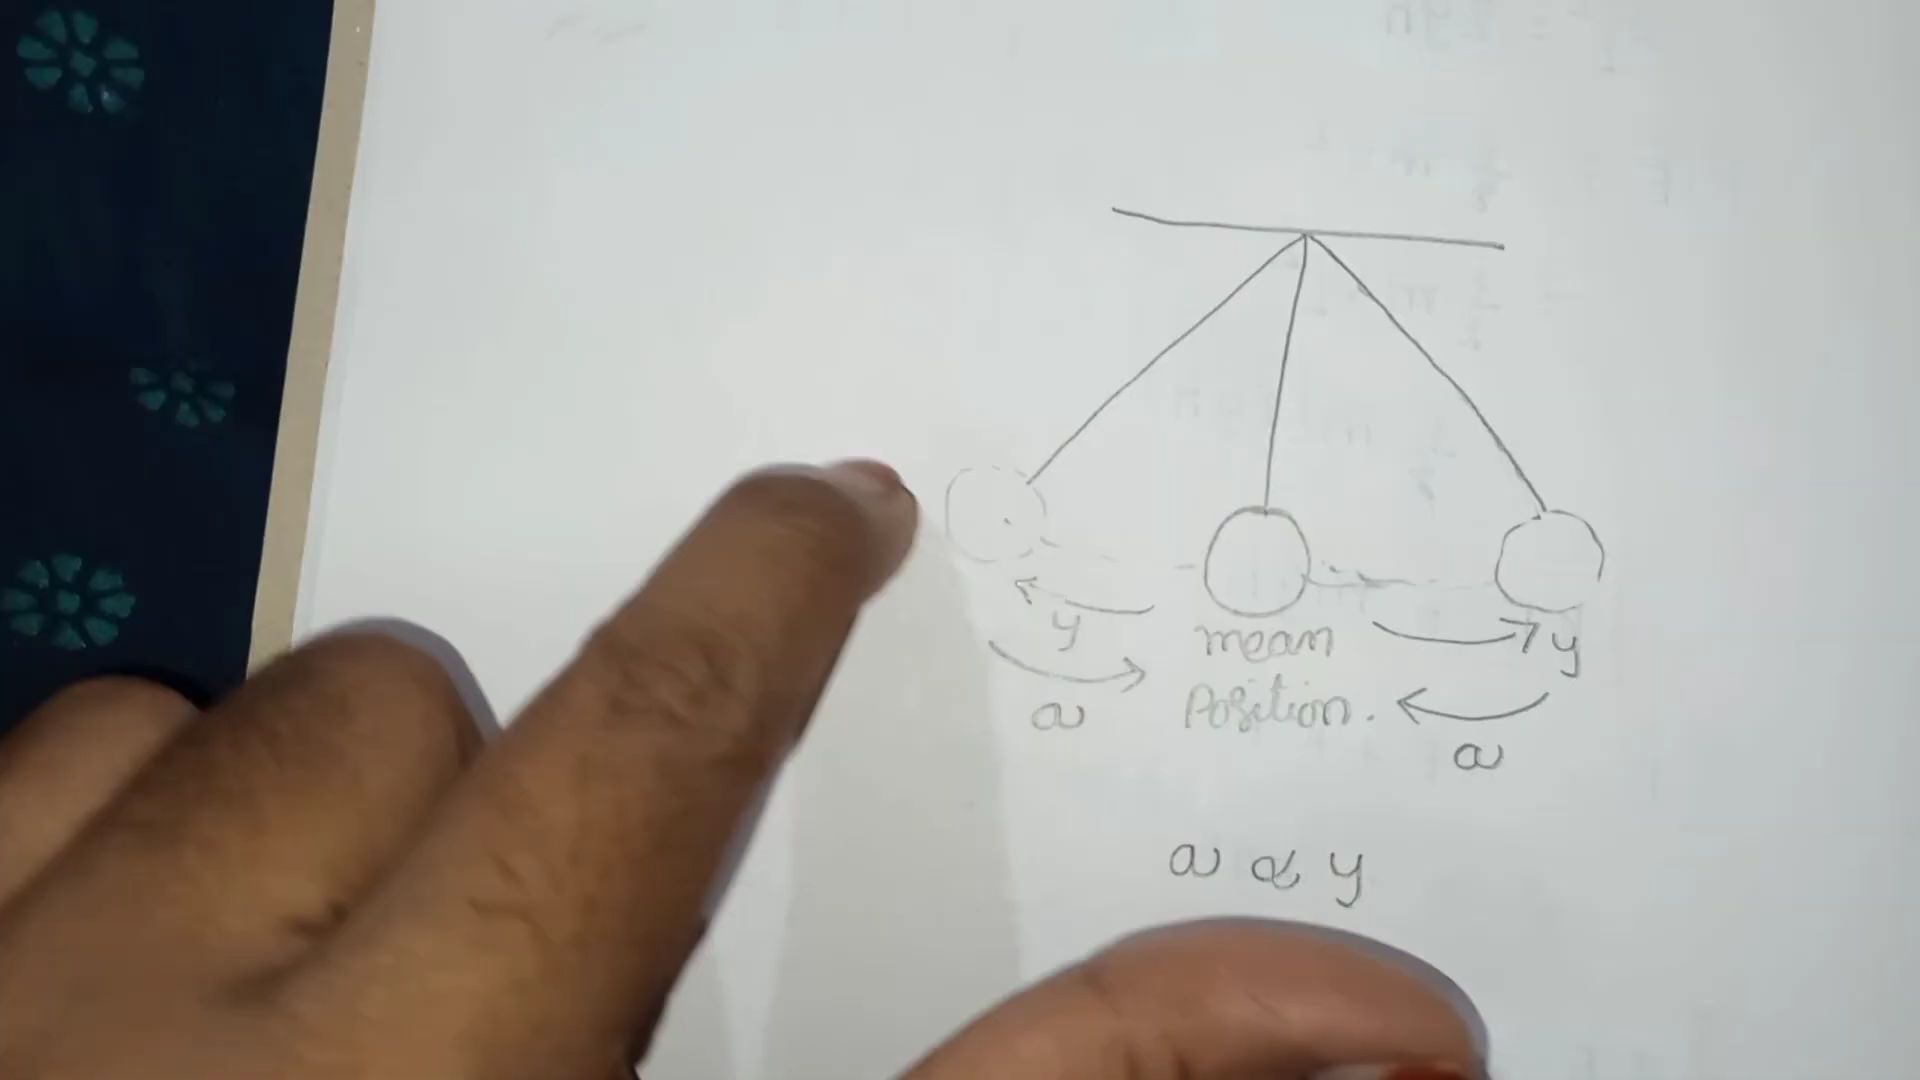 y
mean
y
a
Position.
a
a ∝ y